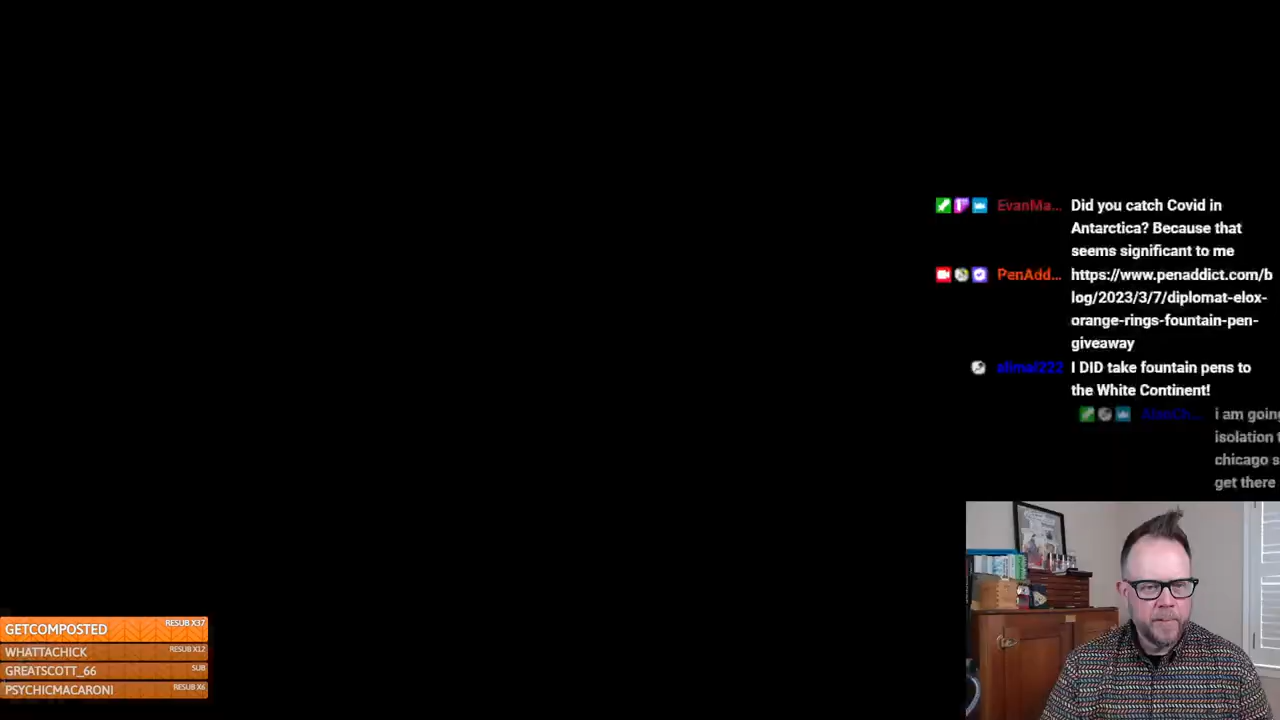 EvanMa... Did you catch Covid in
Antarctica? Because that
seems significant to me
PenAdd... https://www.penaddict.com/b
log/2023/3/7/diplomat-elox-
orange-rings-fountain-pen-
giveaway
slimal222 I DID take fountain pens to
the White Continent!
i am going
isolation
chicago s
get there
GETCOMPOSTED RESUB X37
WHATTACHICK RESUB X12
GREATSCOTT_66 SUB
PSYCHICMACARONI RESUB X6